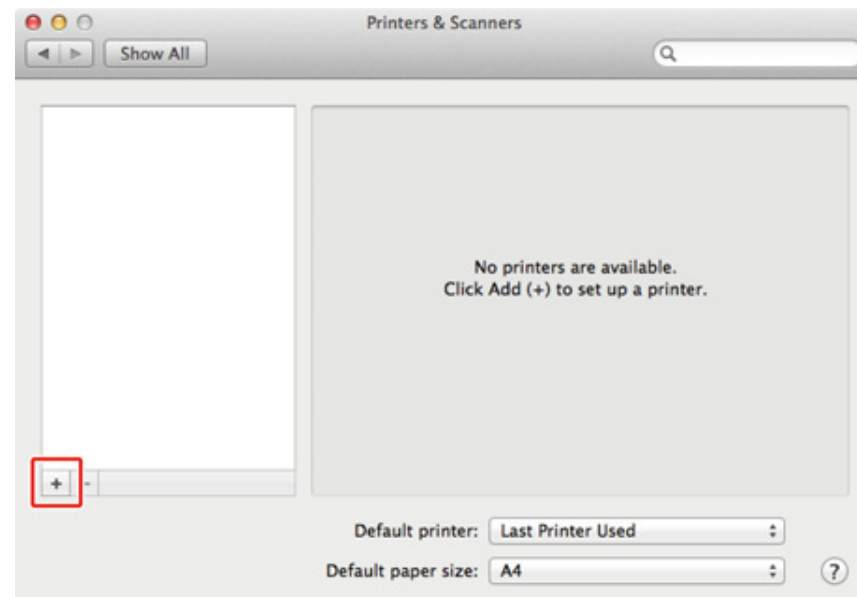 Printers & Scanners
Show All
No printers are available.
Click Add (+) to set up a printer.
+ -
Default printer: Last Printer Used
Default paper size: A4 ?